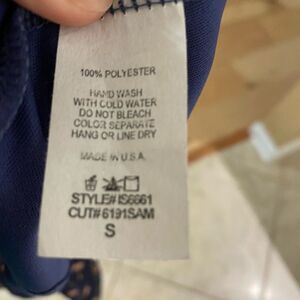 100% POLYESTER
HAND WASH
WITH COLD WATER
DO NOT BLEACH
COLOR SEPARATE
HANG OR LINE DRY
MADE IN U.S.A.
STYLE#IS6661
CUT#6191SAM
S